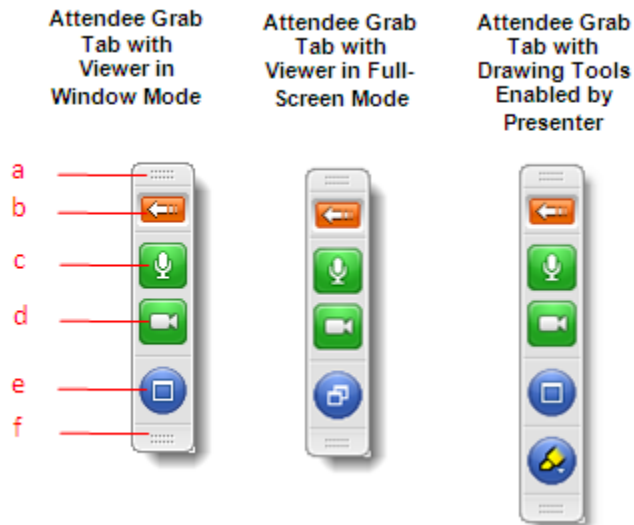 Attendee Grab
Tab with
Viewer in
Window Mode
Attendee Grab
Tab with
Viewer in Full-
Screen Mode
Attendee Grab
Tab with
Drawing Tools
Enabled by
Presenter
a
b
c
d
e
f